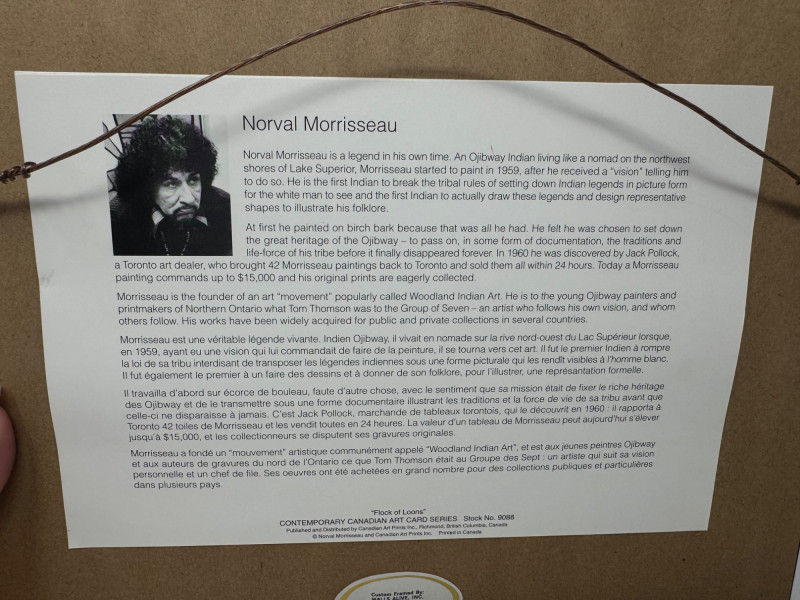 Norval Morrisseau
Norval Morrisseau is a legend in his own time. An Ojibway Indian living like a nomad on the northwest
shores of Lake Superior, Morrisseau started to paint in 1959, after he received a "vision" telling him
to do so. He is the first Indian to break the tribal rules of setting down Indian legends in picture form
for the white man to see and the first Indian to actually draw these legends and design representative
shapes to illustrate his folklore.
At first he painted on birch bark because that was all he had. He felt he was chosen to set down
the great heritage of the Ojibway – to pass on, in some form of documentation, the traditions and
life-force of his tribe before it finally disappeared forever. In 1960 he was discovered by Jack Pollock,
a Toronto art dealer, who brought 42 Morrisseau paintings back to Toronto and sold them all within 24 hours. Today a Morrisseau
painting commands up to $15,000 and his original prints are eagerly collected.
Morrisseau is the founder of an art "movement" popularly called Woodland Indian Art. He is to the young Ojibway painters and
printmakers of Northern Ontario what Tom Thomson was to the Group of Seven – an artist who follows his own vision, and whom
others follow. His works have been widely acquired for public and private collections in several countries.
Morrisseau est une véritable légende vivante. Indien Ojibway, il vivait en nomade sur la rive nord-ouest du Lac Supérieur lorsque,
en 1959, ayant eu une vision qui lui commandait de faire de la peinture, il se tourna vers cet art. Il fut le premier Indien à rompre
la loi de sa tribu interdisant de transposer les légendes indiennes sous une forme picturale qui les rendît visibles à l'homme blanc.
Il fut également le premier à un faire des dessins et à donner de son folklore, pour l'illustrer, une représantation formelle.
Il travailla d'abord sur écorce de bouleau, faute d'autre chose, avec le sentiment que sa mission était de fixer le riche héritage
des Ojibway et de le transmettre sous une forme documentaire illustrant les traditions et la force de vie de sa tribu avant que
celle-ci ne disparaisse à jamais. C'est Jack Pollock, marchande de tableaux torontois, qui le découvrit en 1960 : il rapporta à
Toronto 42 toiles de Morrisseau et les vendit toutes en 24 heures. La valeur d'un tableau de Morrisseau peut aujourd'hui s'élever
jusqu'à $15,000, et les collectionneurs se disputent ses gravures originales.
Morrisseau a fondé un "mouvement" artistique communément appelé "Woodland Indian Art", et est aux jeunes peintres Ojibway
et aux auteurs de gravures du nord de l'Ontario ce que Tom Thomson était au Groupe des Sept : un artiste qui suit sa vision
personnelle et un chef de file. Ses oeuvres ont été achetées en grand nombre pour des collections publiques et particulières
dans plusieurs pays.
"Flock of Loons"
CONTEMPORARY CANADIAN ART CARD SERIES Stock No. 9088
Published and Distributed by Canadian Art Prints Inc., Richmond, British Columbia, Canada
© Norval Morrisseau and Canadian Art Prints Inc. Printed in Canada
Custom Framed By:
WALLS ALIVE, INC.